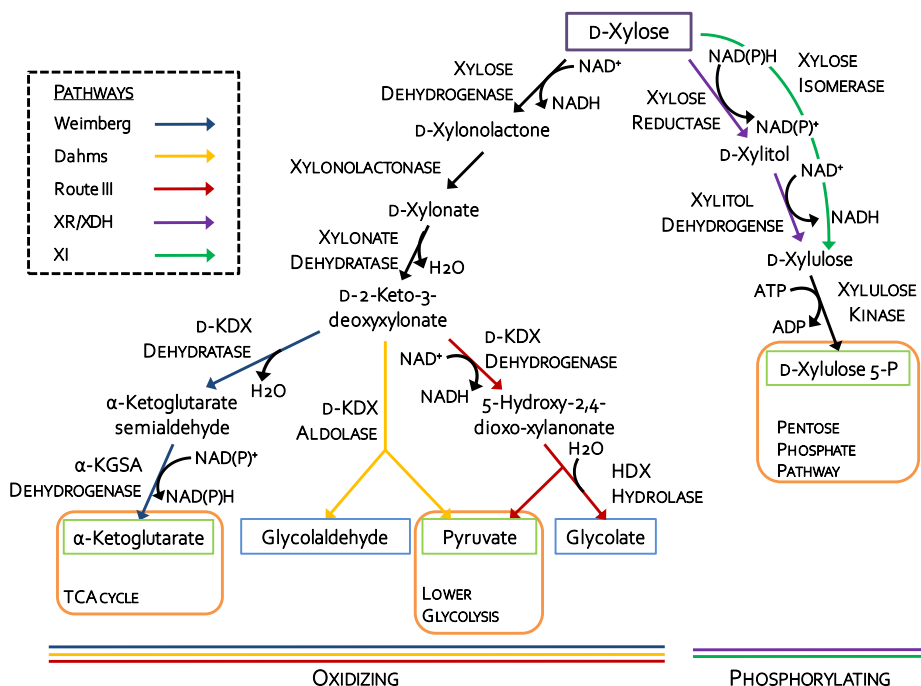 D-Xylose
PATHWAYS
Weimberg
Dahms
Route III
XR/XDH
XI
XYLOSE
DEHYDROGENASE
NAD+
NADH
NAD(P)H
XYLOSE
ISOMERASE
XYLOSE
REDUCTASE
NAD(P)+
D-Xylonolactone
D-Xylitol
XYLONOLACTONASE
NAD+
XYLITOL
DEHYDROGENSE
NADH
D-Xylonate
XYLONATE
DEHYDRATASE
H2O
D-Xylulose
ATP
XYLULOSE
KINASE
ADP
D-2-Keto-3-
deoxyxylonate
D-KDX
DEHYDRATASE
H2O
NAD+
D-KDX
DEHYDROGENASE
NADH
D-Xylulose 5-P
PENTOSE
PHOSPHATE
PATHWAY
α-Ketoglutarate
semialdehyde
D-KDX
ALDOLASE
5-Hydroxy-2,4-
dioxo-xylanonate
H2O
α-KGSA
DEHYDROGENASE
NAD(P)+
NAD(P)H
HDX
HYDROLASE
α-Ketoglutarate
Glycolaldehyde
Pyruvate
Glycolate
TCA CYCLE
LOWER
GLYCOLYSIS
OXIDIZING
PHOSPHORYLATING